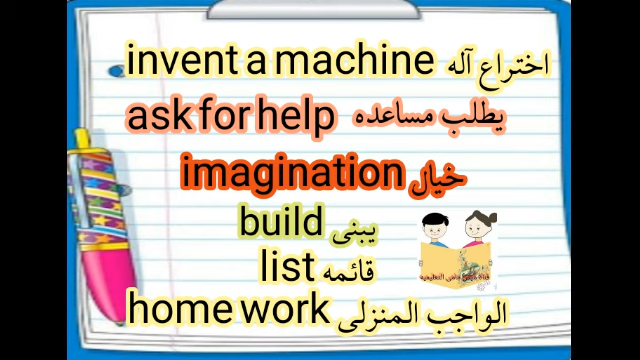 invent a machine اختراع آله
ask for help يطلب مساعده
imagination خيال
build يبنى
list قائمه
home work الواجب المنزلى